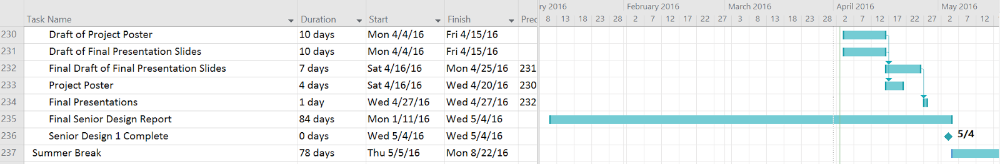 ry 2016 February 2016 March 2016 April 2016 May 2016
Task Name Duration Start Finish Pred 8 13 18 23 28 2 7 12 17 22 27 3 8 13 18 23 28 2 7 12 17 22 27 2 7 12
230 Draft of Project Poster 10 days Mon 4/4/16 Fri 4/15/16
231 Draft of Final Presentation Slides 10 days Mon 4/4/16 Fri 4/15/16
232 Final Draft of Final Presentation Slides 7 days Sat 4/16/16 Mon 4/25/16 231
233 Project Poster 4 days Sat 4/16/16 Wed 4/20/16 230
234 Final Presentations 1 day Wed 4/27/16 Wed 4/27/16 232
235 Final Senior Design Report 84 days Mon 1/11/16 Wed 5/4/16
236 Senior Design 1 Complete 0 days Wed 5/4/16 Wed 5/4/16 5/4
237 Summer Break 78 days Thu 5/5/16 Mon 8/22/16